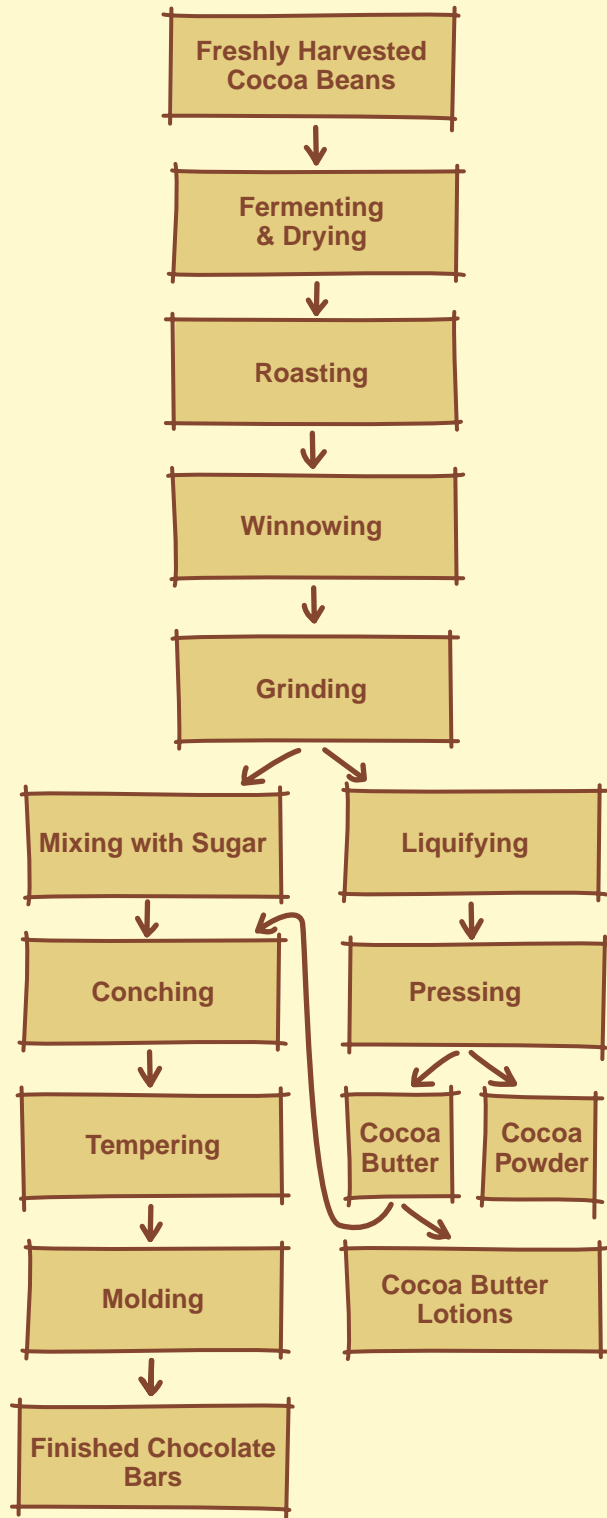 Freshly Harvested
Cocoa Beans
Fermenting
& Drying
Roasting
Winnowing
Grinding
Mixing with Sugar
Liquifying
Conching
Pressing
Tempering
Cocoa
Butter
Cocoa
Powder
Molding
Cocoa Butter
Lotions
Finished Chocolate
Bars